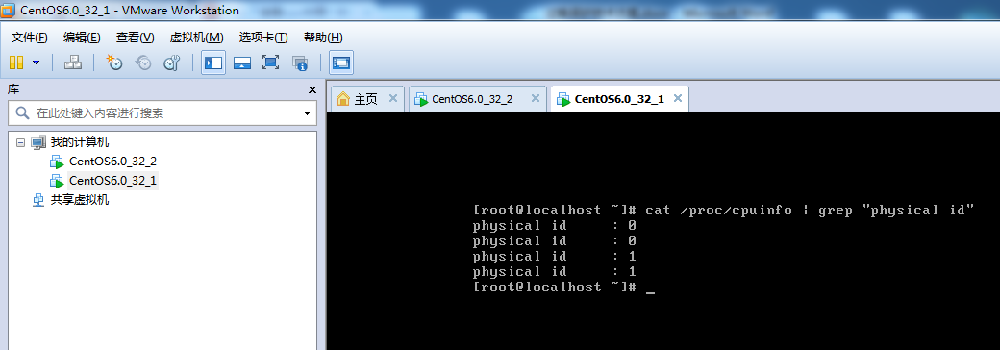 CentOS6.0_32_1 - VMware Workstation
文件(F) 编辑(E) 查看(V) 虚拟机(M) 选项卡(T) 帮助(H)
库
在此处键入内容进行搜索
我的计算机
CentOS6.0_32_2
CentOS6.0_32_1
共享虚拟机
主页 CentOS6.0_32_2 CentOS6.0_32_1
[root@localhost ~]# cat /proc/cpuinfo | grep "physical id"
physical id : 0
physical id : 0
physical id : 1
physical id : 1
[root@localhost ~]# _